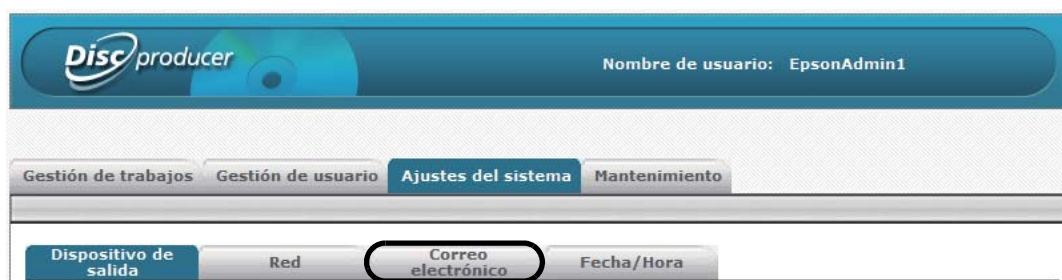 Disc producer
Nombre de usuario: EpsonAdmin1
Gestión de trabajos Gestión de usuario Ajustes del sistema Mantenimiento
Dispositivo de salida Red Correo electrónico Fecha/Hora